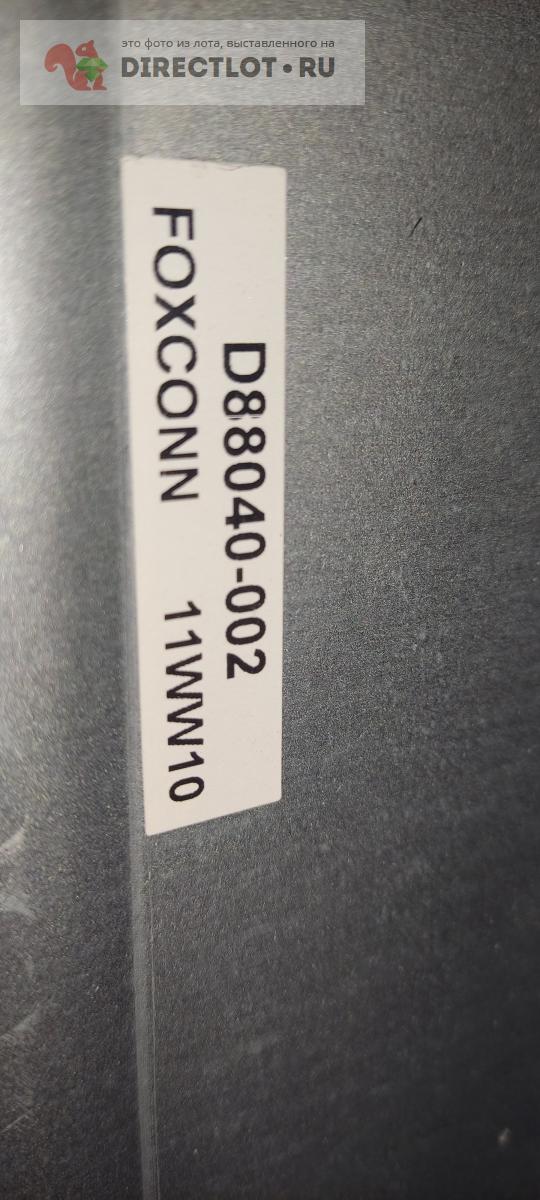 это фото из лота, выставленного на
DIRECTLOT.RU
D88040-002
FOXCONN 11WW10